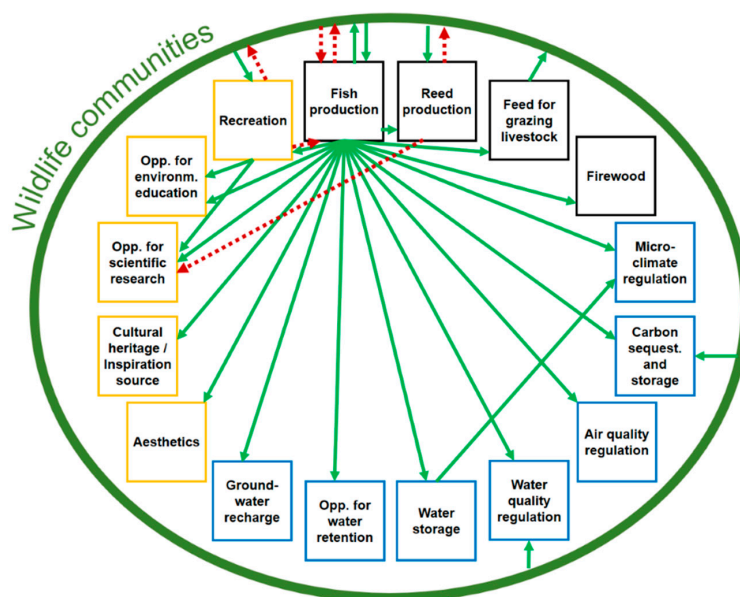 Wildlife communities
Fish
production
Reed
production
Recreation
Feed for
grazing
livestock
Opp. for
environm.
education
Firewood
Opp. for
scientific
research
Micro-
climate
regulation
Cultural
heritage /
Inspiration
source
Carbon
sequest.
and
storage
Aesthetics
Air quality
regulation
Ground-
water
recharge
Opp. for
water
retention
Water
storage
Water
quality
regulation